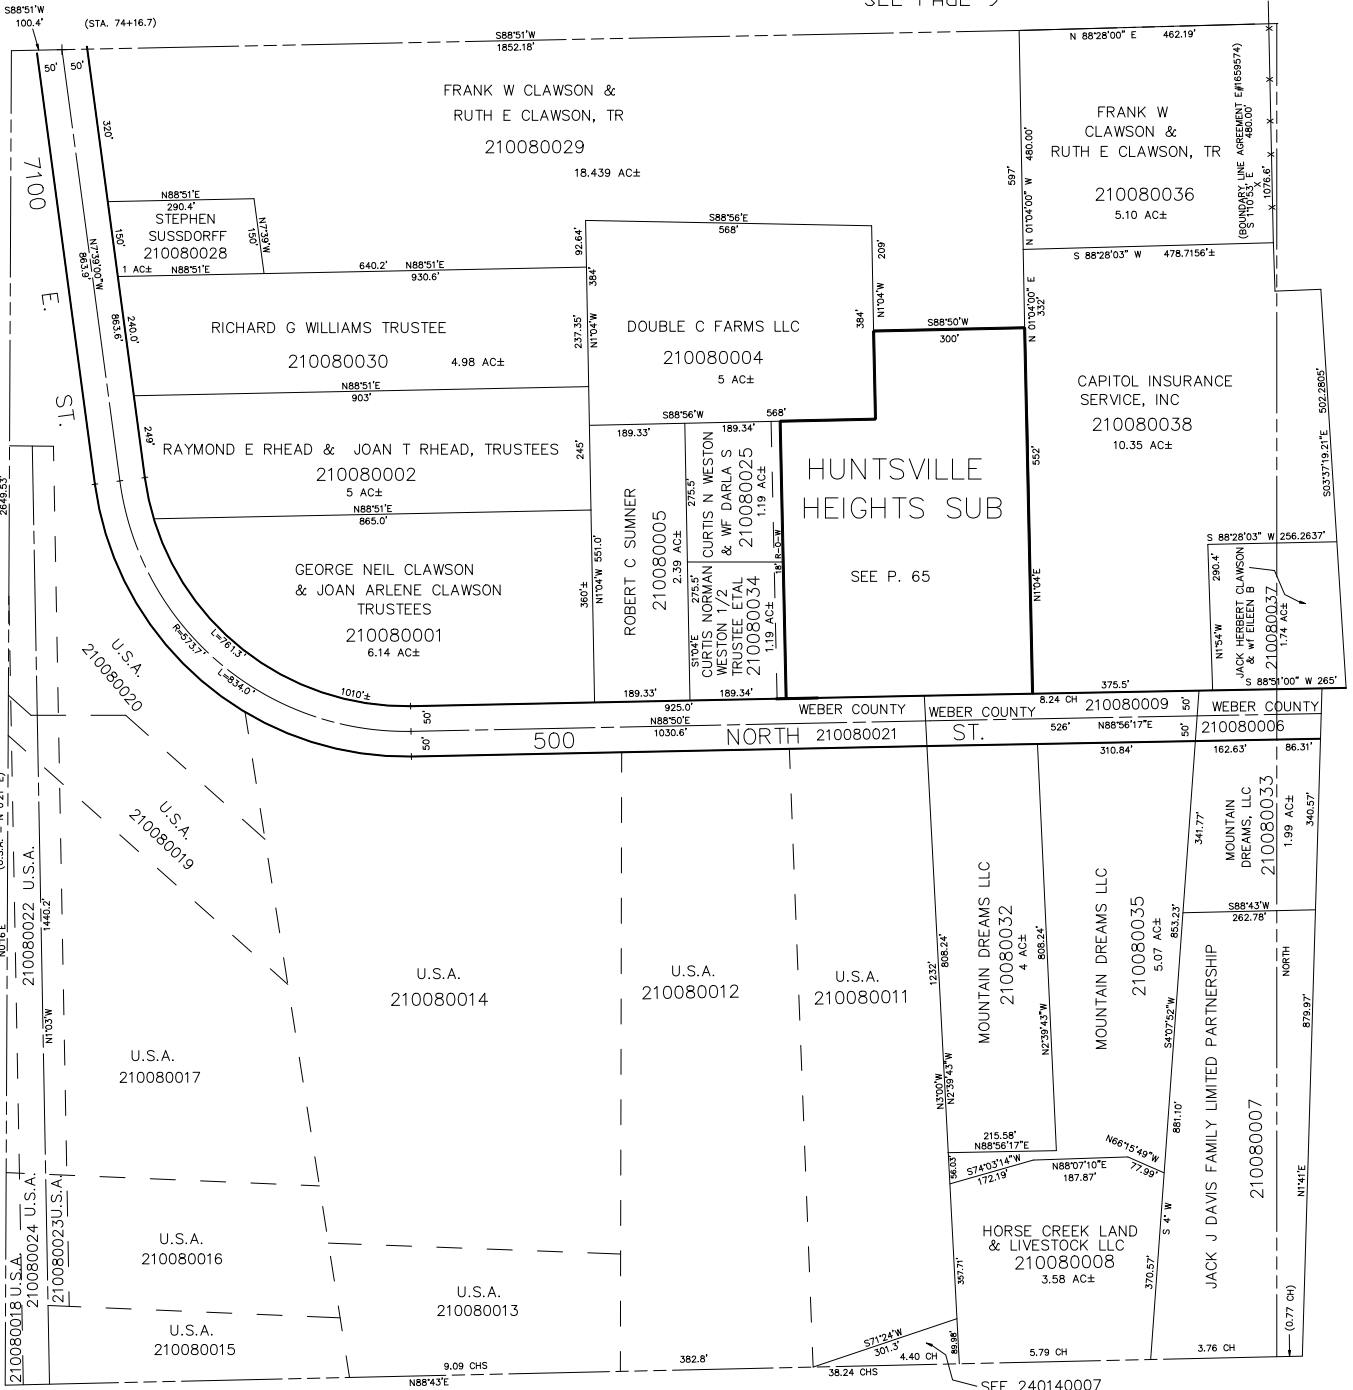 SEE PAGE 9
S88°51'W
100.4'
(STA. 74+16.7)
50'
50'
S88°51'W
1852.18'
N 88°28'00" E
462.19'
FRANK W CLAWSON &
RUTH E CLAWSON, TR
210080029
18.439 AC±
FRANK W
CLAWSON &
RUTH E CLAWSON, TR
210080036
5.10 AC±
(BOUNDARY LINE AGREEMENT E#1659574)
S 1°10'53" E
480.00'
1076.6'
N 01°04'00" W 480.00'
597'
S 88°28'03" W
478.7156'±
7100 E. ST.
320'
N88°51'E
290.4'
STEPHEN
SUSSDORFF
210080028
1 AC±
150'
150'
N7°39'W
N88°51'E
640.2'
N88°51'E
930.6'
N7°39'00"W
863.9'
863.6'
240.0'
RICHARD G WILLIAMS TRUSTEE
210080030
4.98 AC±
92.64'
384'
237.35'
N1°04'W
N88°51'E
903'
S88°56'E
568'
209'
N1°04'W
384'
DOUBLE C FARMS LLC
210080004
5 AC±
S88°50'W
300'
N 01°04'00" E
332'
249'
RAYMOND E RHEAD & JOAN T RHEAD, TRUSTEES
210080002
5 AC±
245'
N88°51'E
865.0'
S88°56'W
568'
189.33'
189.34'
HUNTSVILLE
HEIGHTS SUB
SEE P. 65
552'
N1°04'E
CAPITOL INSURANCE
SERVICE, INC
210080038
10.35 AC±
S03°37'19.21"E 502.2805'
GEORGE NEIL CLAWSON
& JOAN ARLENE CLAWSON
TRUSTEES
210080001
6.14 AC±
360'±
N1°04'W 551.0'
ROBERT C SUMNER
210080005
2.39 AC±
275.5'
CURTIS N WESTON
& WF DARLA S
210080025
1.19 AC±
275.5'
S1°04'E
CURTIS NORMAN
WESTON 1/2
TRUSTEE ETAL
210080034
1.19 AC±
18' R-O-W
S 88°28'03" W 256.2637'
290.4'
N1°54'W
JACK HERBERT CLAWSON
& wf EILEEN B
210080037
1.74 AC±
S 88°51'00" W 265'
2649.53'
L=761.3'
R=573.7'
L=834.0'
1010'±
50'
50'
189.33'
189.34'
925.0'
N88°50'E
1030.6'
500 NORTH ST.
WEBER COUNTY
210080021
WEBER COUNTY
8.24 CH
375.5'
210080009
526'
N88°56'17"E
50'
50'
WEBER COUNTY
210080006
310.84'
162.63'
86.31'
U.S.A.
210080020
U.S.A.
210080019
210080022 U.S.A.
1440.2'
N1°03'W
U.S.A.
210080017
U.S.A.
210080014
U.S.A.
210080012
U.S.A.
210080011
1232'
808.24'
N3°00'W
N2°39'43"W
MOUNTAIN DREAMS LLC
210080032
4 AC±
808.24'
N2°39'43"W
MOUNTAIN DREAMS LLC
210080035
5.07 AC±
853.23'
S4°07'52"W
881.10'
341.77'
MOUNTAIN
DREAMS, LLC
210080033
1.99 AC±
340.57'
S88°43'W
262.78'
NORTH
879.97'
JACK J DAVIS FAMILY LIMITED PARTNERSHIP
210080007
N1°41'E
(0.77 CH)
215.58'
N88°56'17"E
56.03'
S74°03'14"W
172.19'
N88°07'10"E
187.87'
N66°15'49"W
77.99'
S 4° W
370.57'
HORSE CREEK LAND
& LIVESTOCK LLC
210080008
3.58 AC±
357.71'
89.98'
S71°24'W
301.3'
210080018 U.S.A.
210080024 U.S.A.
210080023 U.S.A.
U.S.A.
210080016
U.S.A.
210080015
U.S.A.
210080013
9.09 CHS
N88°43'E
382.8'
38.24 CHS
4.40 CH
5.79 CH
3.76 CH
SEE 240140007